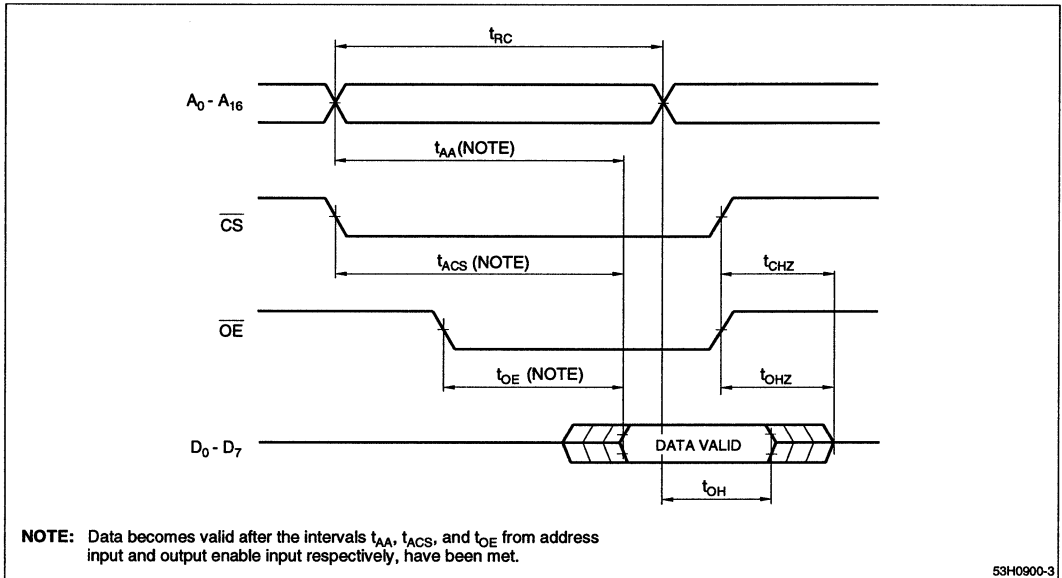 tRC
A0 - A16
tAA(NOTE)
CS
tACS (NOTE)
tCHZ
OE
tOE (NOTE)
tOHZ
D0 - D7
DATA VALID
tOH
NOTE: Data becomes valid after the intervals tAA, tACS, and tOE from address
input and output enable input respectively, have been met.
53H0900-3